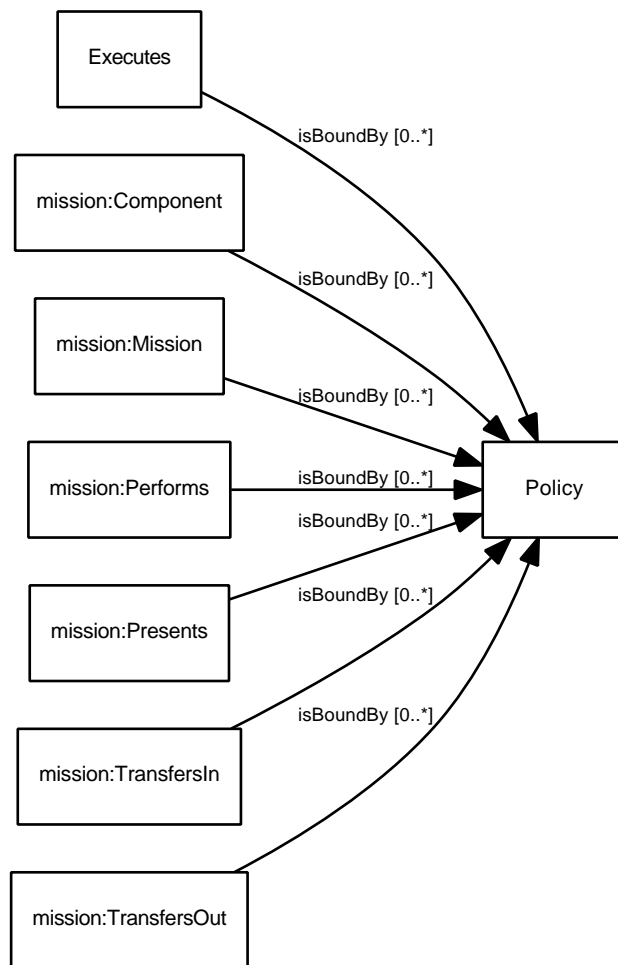 Executes
isBoundBy [0..*]
mission:Component
isBoundBy [0..*]
mission:Mission
isBoundBy [0..*]
mission:Performs
isBoundBy [0..*]
Policy
isBoundBy [0..*]
mission:Presents
isBoundBy [0..*]
mission:TransfersIn
isBoundBy [0..*]
mission:TransfersOut